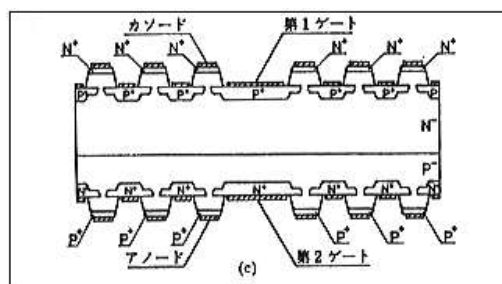 カソード 第1ゲート
N⁺ N⁺ N⁺ N⁺ N⁺ N⁺
P P⁺ P⁺ P⁺ P⁺ P⁺ P
N⁻
P⁻
N N⁺ N⁺ N⁺ N⁺ N⁺ N
P⁺ P⁺ P⁺ P⁺ P⁺ P⁺
アノード 第2ゲート
(c)